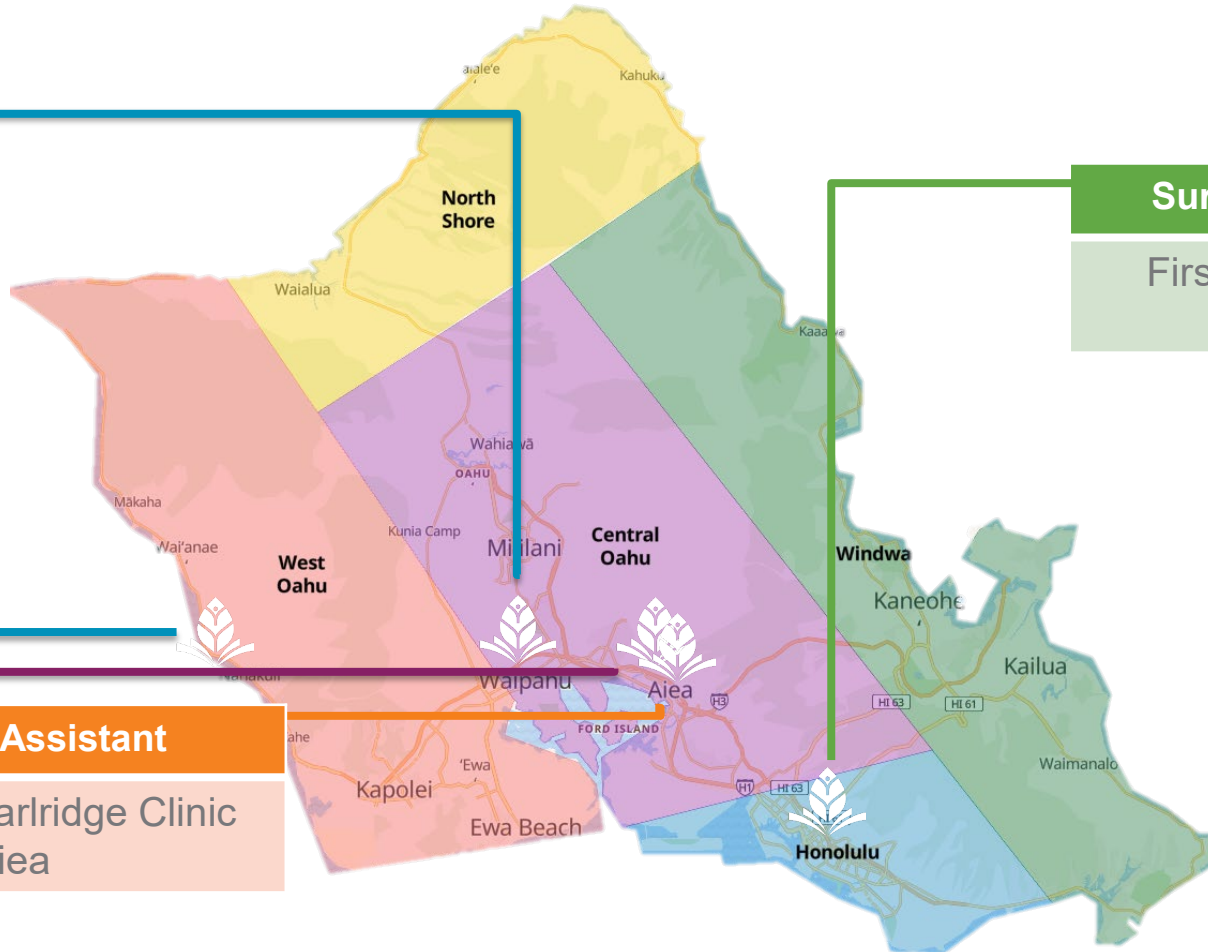 Kahuku
North
Shore
Sur
Firs
Waialua
Wahiawā
OAHU
Mākaha
Kunia Camp
Wai'anae
Mililani
Central
Oahu
West
Oahu
Windwa
Kaneohe
Kailua
Nanakuli
Waipahu
Aiea
H3
HI 63
HI 61
FORD ISLAND
Assistant
ahe
'Ewa
Waimanalo
Kapolei
H1
HI 63
arlridge Clinic
iea
Ewa Beach
Honolulu